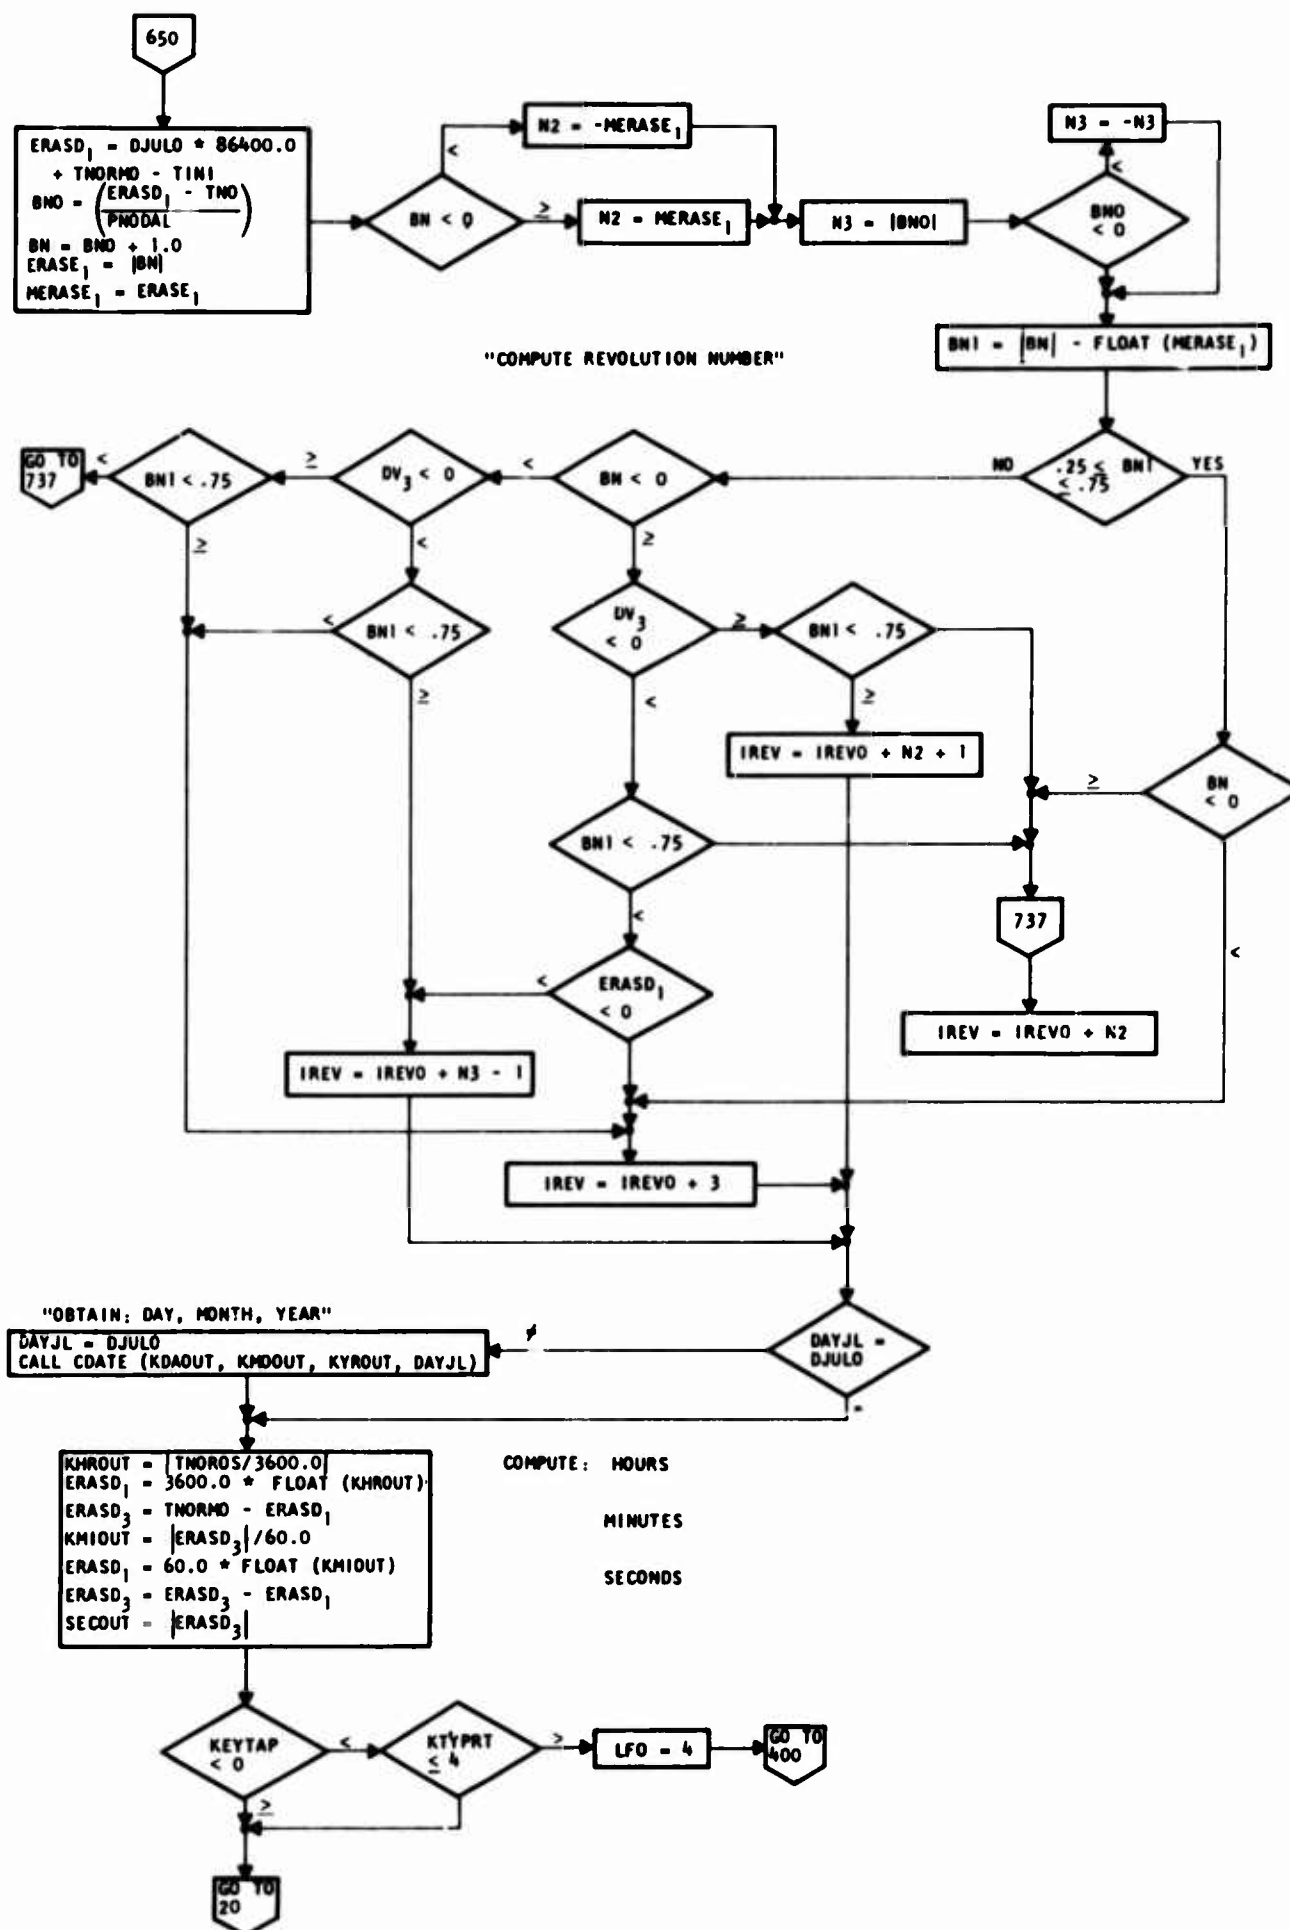 650
ERASD₁ = DJULO * 86400.0
+ TNORMO - TINI
BNO = (ERASD₁ - TNO / PNODAL)
BN = BNO + 1.0
ERASE₁ = |BN|
MERASE₁ = ERASE₁
BN < 0
<
N2 = -MERASE₁
≥
N2 = MERASE₁
N3 = |BNO|
BNO
< 0
<
N3 = -N3
BN1 = |BN| - FLOAT (MERASE₁)
"COMPUTE REVOLUTION NUMBER"
GO TO
737
<
BN1 < .75
≥
≥
DV₃ < 0
<
<
BN < 0
≥
NO
.25 ≤ BN1
≤ .75
YES
<
BN1 < .75
≥
DV₃
< 0
≥
<
BN1 < .75
≥
IREV = IREVO + N2 + 1
BN
< 0
≥
<
BN1 < .75
<
737
ERASD₁
< 0
<
IREV = IREVO + N2
IREV = IREVO + N3 - 1
IREV = IREVO + 3
"OBTAIN: DAY, MONTH, YEAR"
DAYJL = DJULO
CALL CDATE (KDAOUT, KMOOUT, KYROUT, DAYJL)
≠
DAYJL =
DJULO
=
KHROUT = |TNOROS/3600.0|
ERASD₁ = 3600.0 * FLOAT (KHROUT)
ERASD₃ = TNORMO - ERASD₁
KMIOUT = |ERASD₃|/60.0
ERASD₁ = 60.0 * FLOAT (KMIOUT)
ERASD₃ = ERASD₃ - ERASD₁
SECOUT = |ERASD₃|
COMPUTE: HOURS
MINUTES
SECONDS
KEYTAP
< 0
<
≥
KTYPRT
≤ 4
>
LFO = 4
GO TO
400
GO TO
20